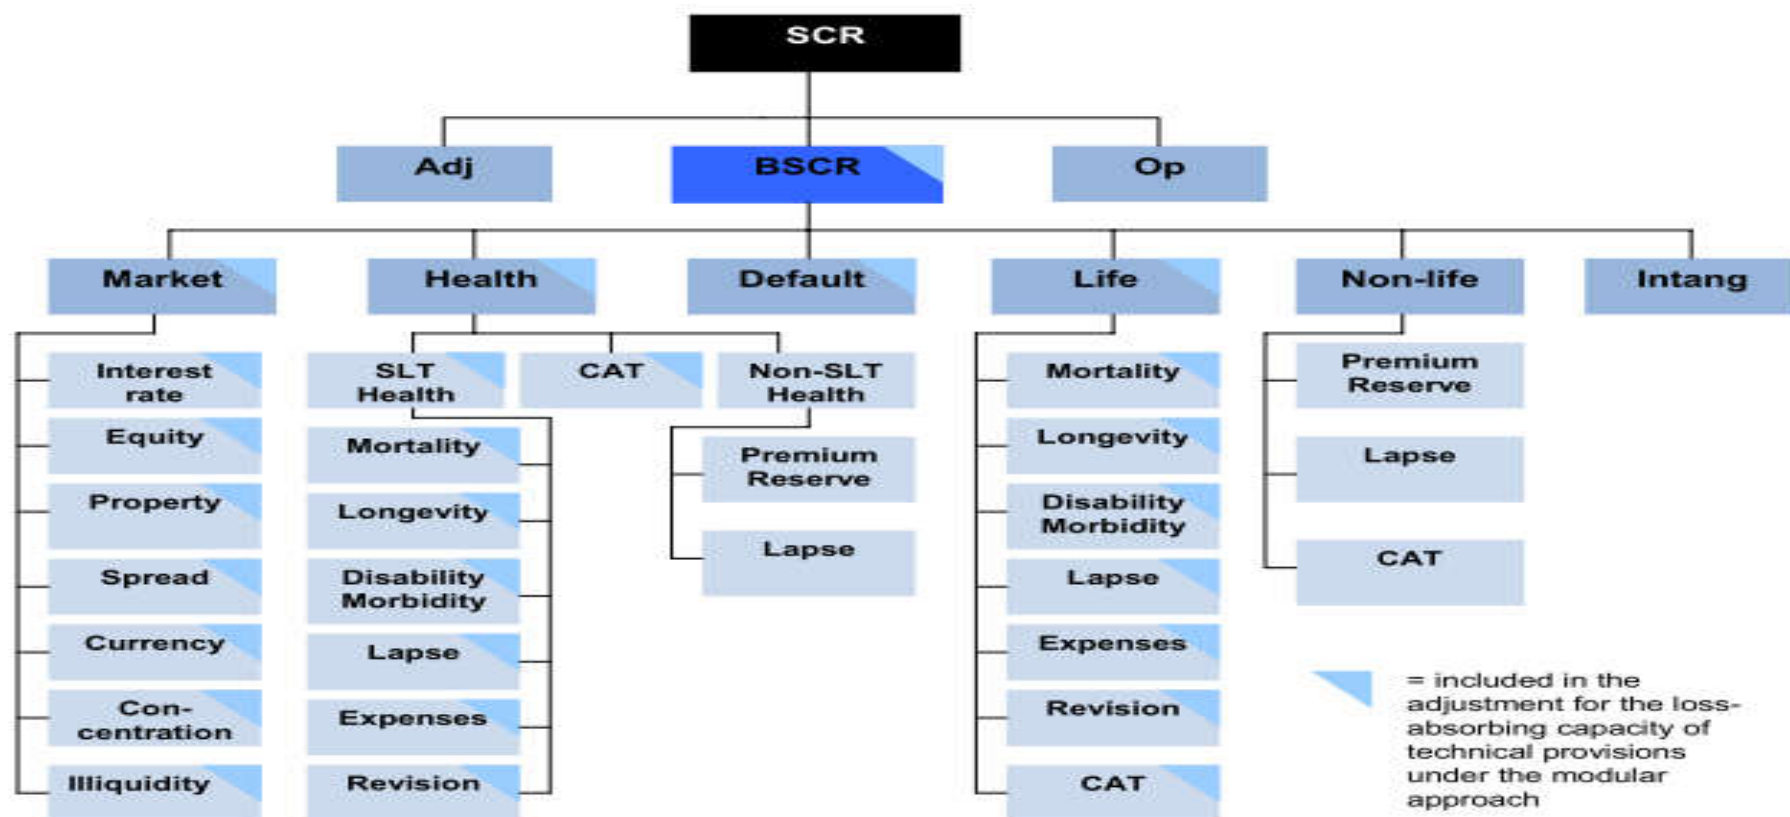 SCR
Adj
BSCR
Op
Market
Health
Default
Life
Non-life
Intang
Interest
rate
Equity
Property
Spread
Currency
Con-
centration
Illiquidity
SLT
Health
CAT
Non-SLT
Health
Mortality
Longevity
Disability
Morbidity
Lapse
Expenses
Revision
Premium
Reserve
Lapse
Mortality
Longevity
Disability
Morbidity
Lapse
Expenses
Revision
CAT
Premium
Reserve
Lapse
CAT
= included in the
adjustment for the loss-
absorbing capacity of
technical provisions
under the modular
approach